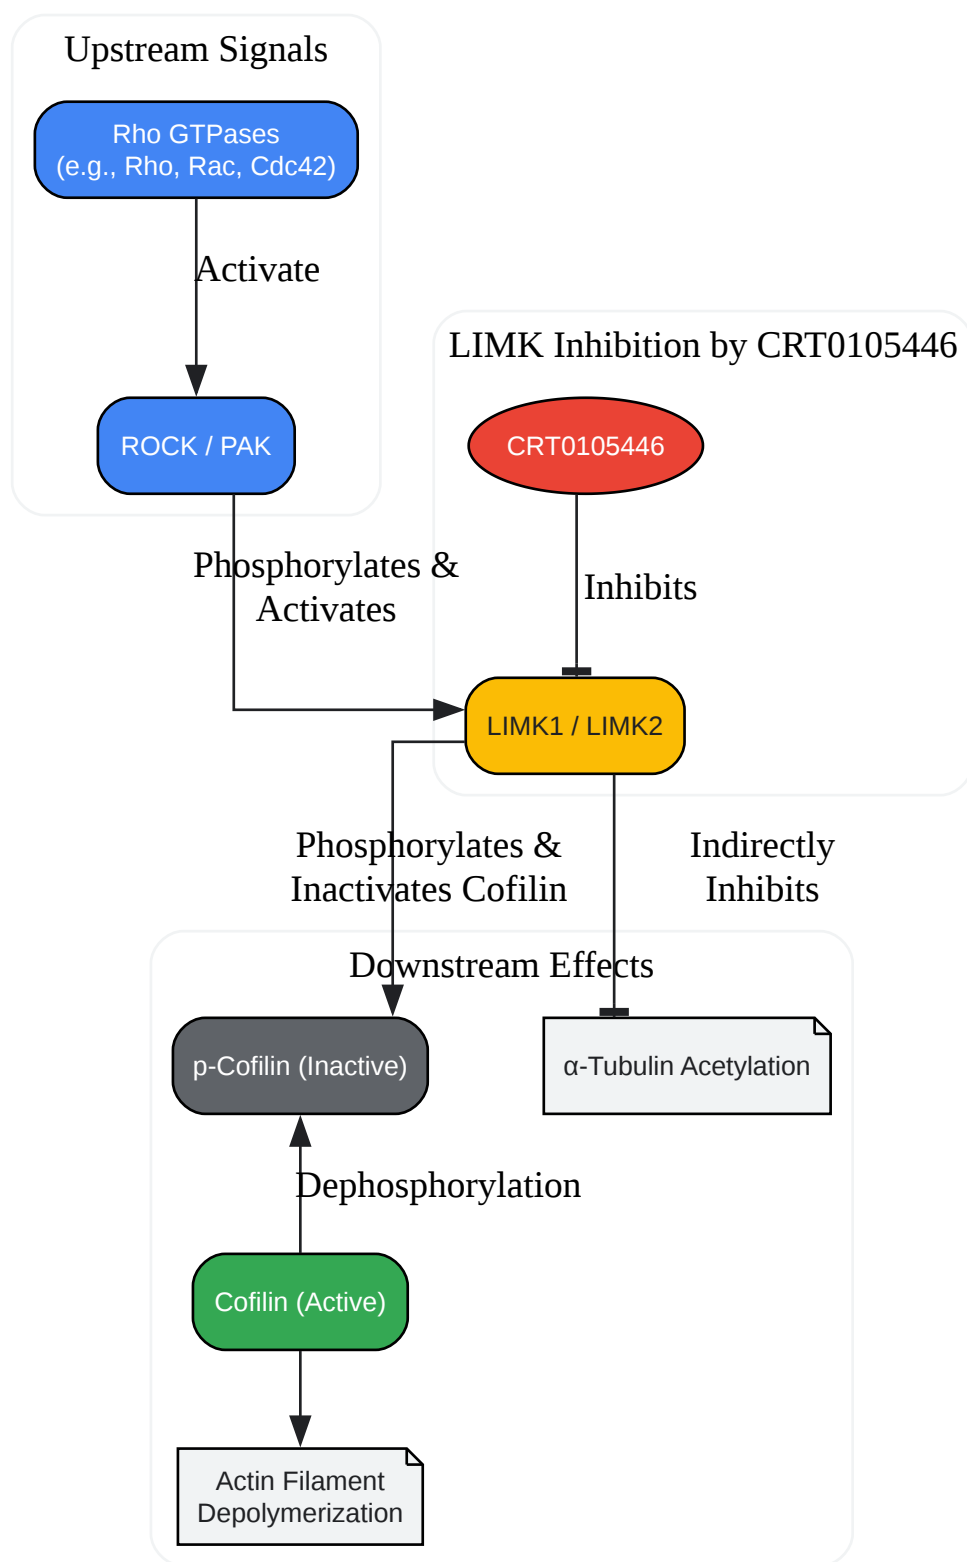 Upstream Signals
Rho GTPases
(e.g., Rho, Rac, Cdc42)
Activate
LIMK Inhibition by CRT0105446
ROCK / PAK
CRT0105446
Phosphorylates &
Activates
Inhibits
LIMK1 / LIMK2
Phosphorylates &
Inactivates Cofilin
Indirectly
Inhibits
Downstream Effects
p-Cofilin (Inactive)
α-Tubulin Acetylation
Dephosphorylation
Cofilin (Active)
Actin Filament
Depolymerization